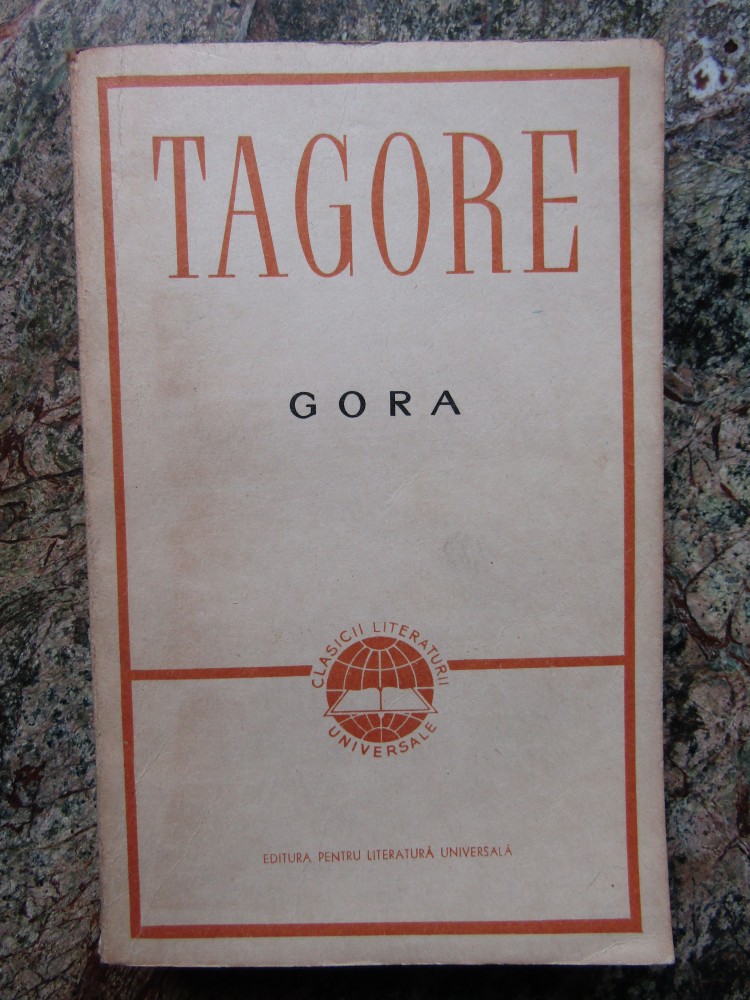 TAGORE
GORA
CLASICII LITERATURII
UNIVERSALE
EDITURA PENTRU LITERATURĂ UNIVERSALĂ